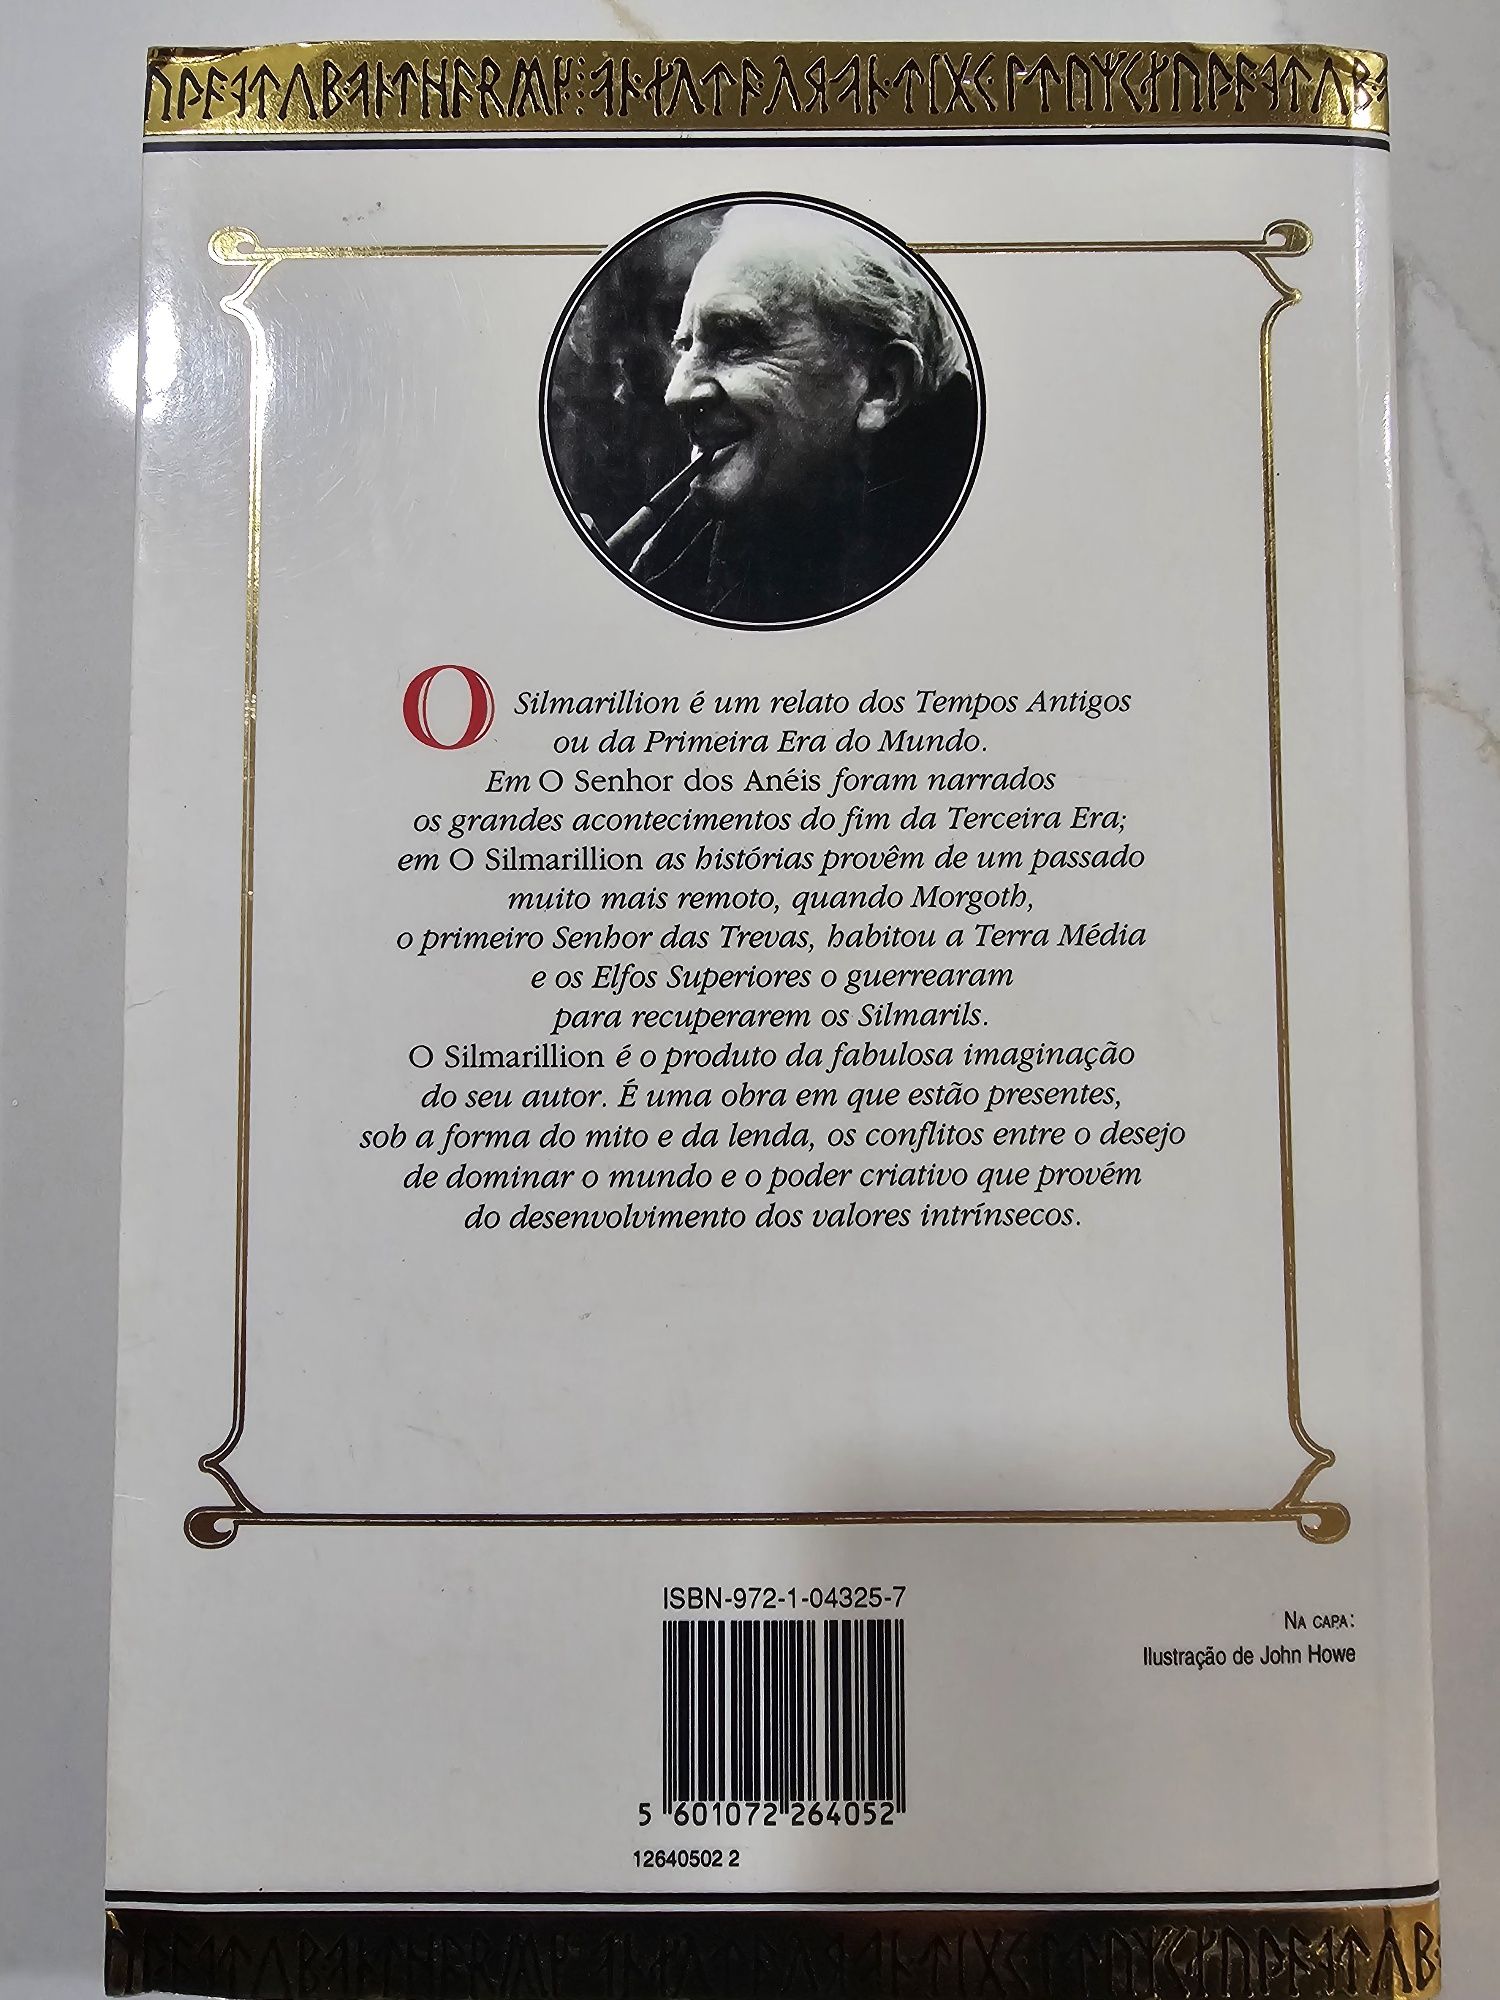 O Silmarillion é um relato dos Tempos Antigos
ou da Primeira Era do Mundo.
Em O Senhor dos Anéis foram narrados
os grandes acontecimentos do fim da Terceira Era;
em O Silmarillion as histórias provêm de um passado
muito mais remoto, quando Morgoth,
o primeiro Senhor das Trevas, habitou a Terra Média
e os Elfos Superiores o guerrearam
para recuperarem os Silmarils.
O Silmarillion é o produto da fabulosa imaginação
do seu autor. É uma obra em que estão presentes,
sob a forma do mito e da lenda, os conflitos entre o desejo
de dominar o mundo e o poder criativo que provém
do desenvolvimento dos valores intrínsecos.
ISBN-972-1-04325-7
NA CAPA:
Ilustração de John Howe
5 601072 264052
12640502 2